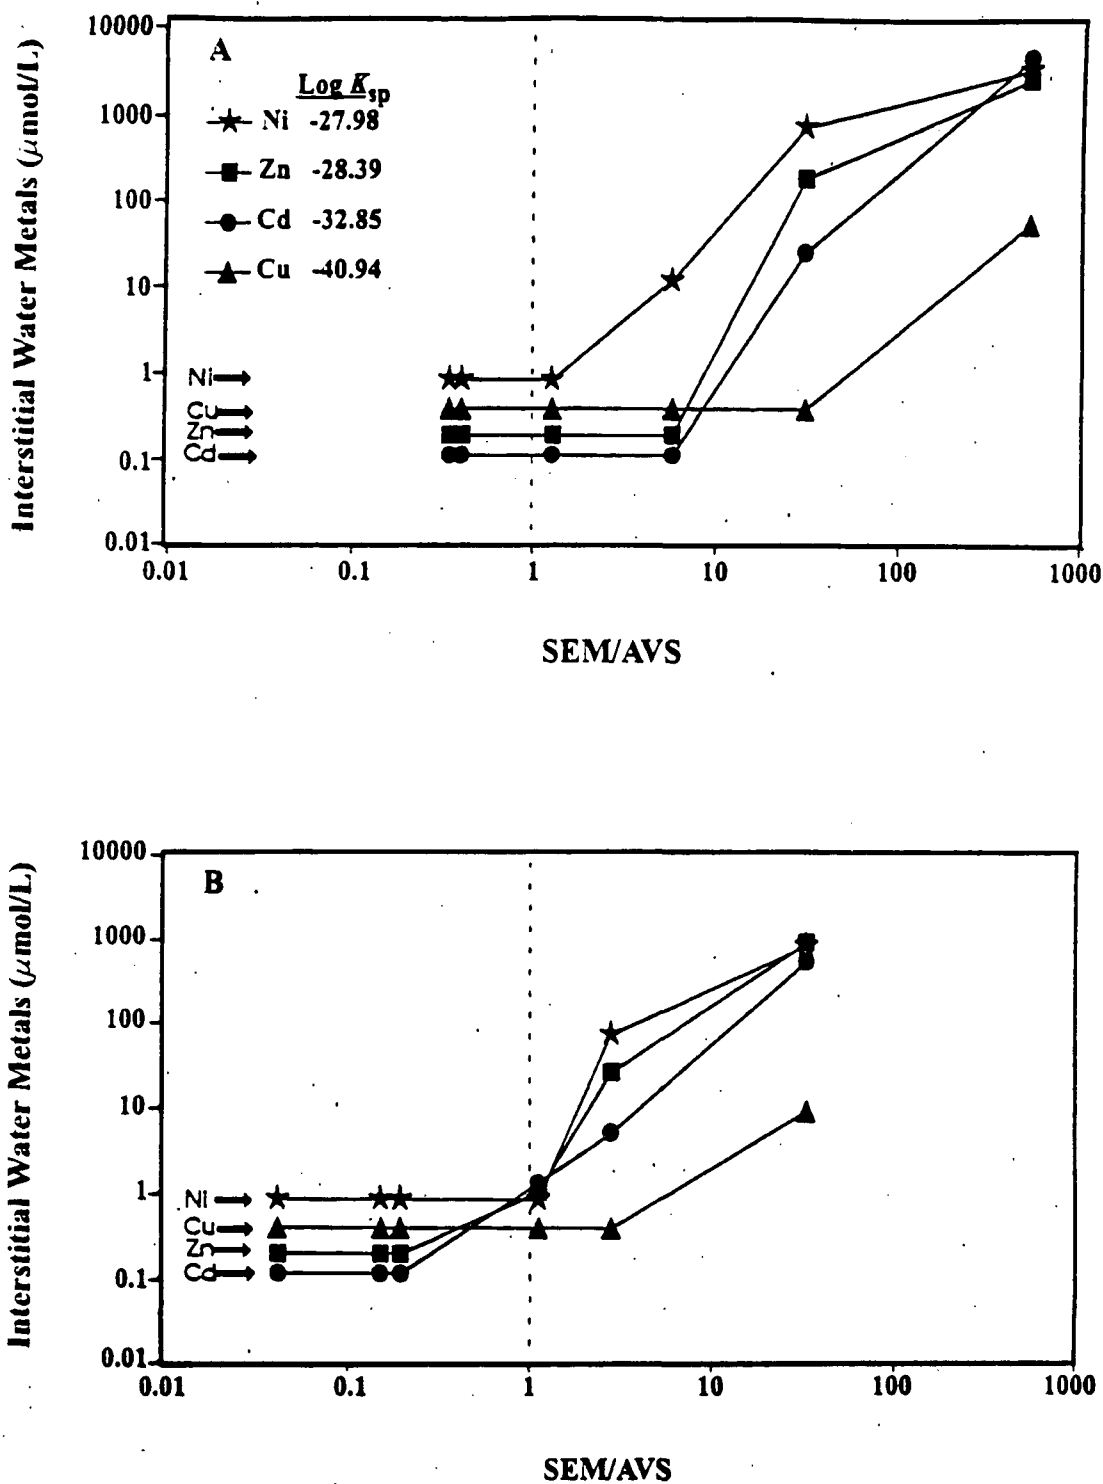 10000
A
Log Ksp
1000
Ni -27.98
Zn -28.39
100
Cd -32.85
10
Cu -40.94
1
Ni
Cu
Zn
Cd
0.1
0.01
0.01 0.1 1 10 100 1000
Interstitial Water Metals (μmol/L)
SEM/AVS
10000
B
1000
100
10
1
Ni
Cu
Zn
Cd
0.1
0.01
0.01 0.1 1 10 100 1000
Interstitial Water Metals (μmol/L)
SEM/AVS